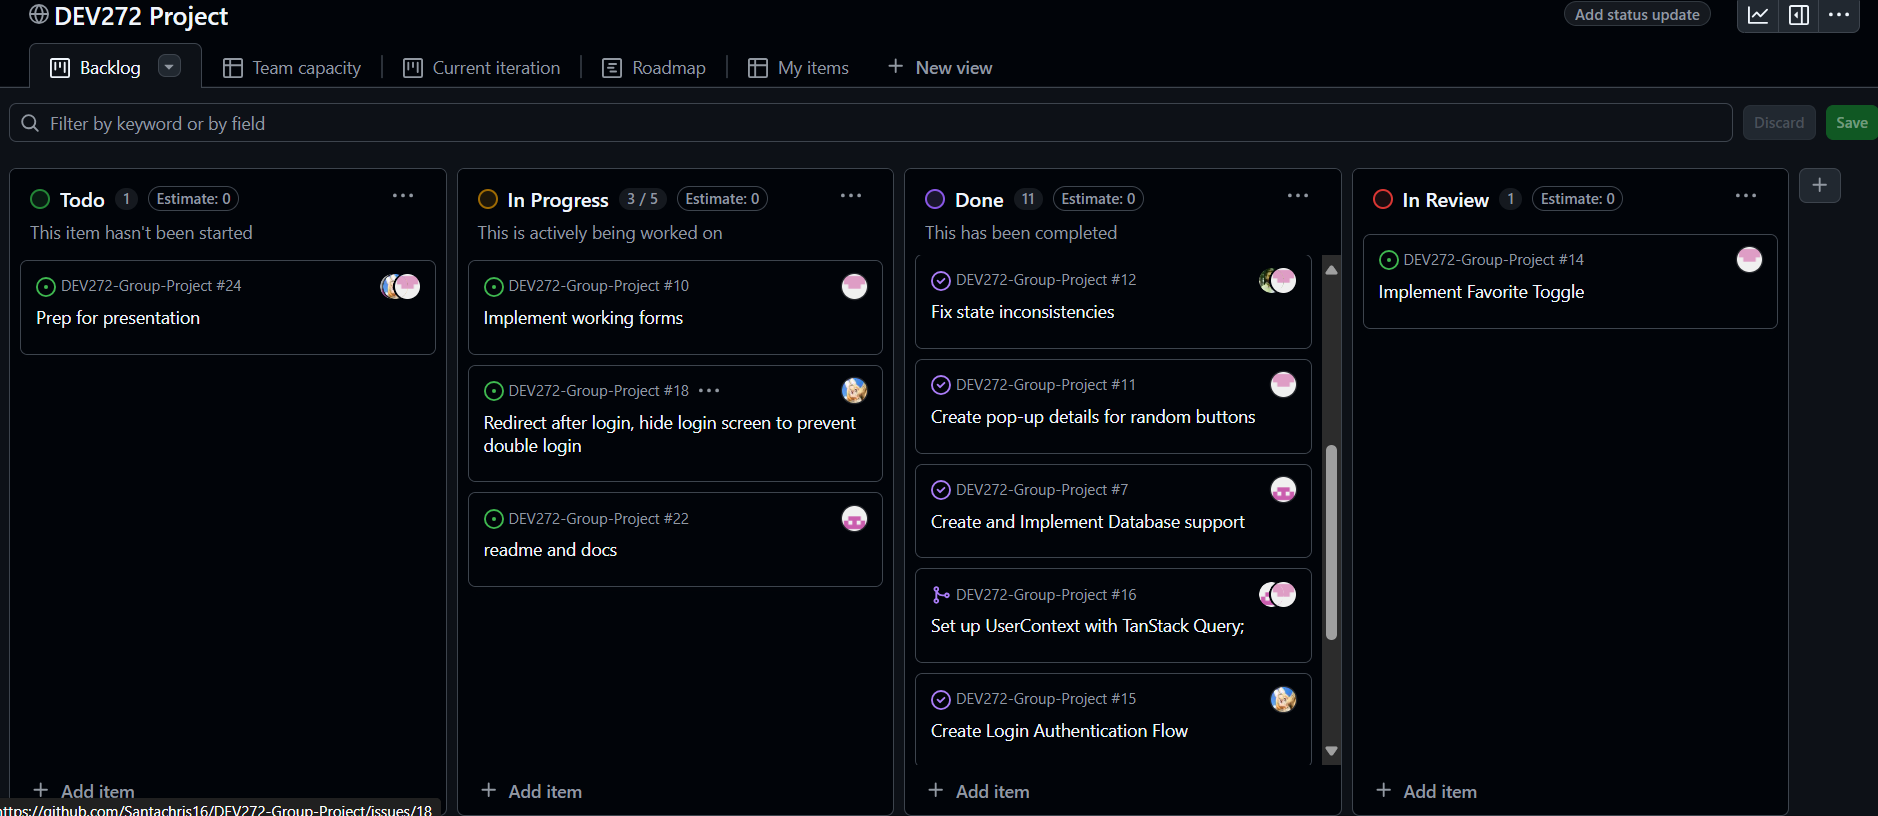 DEV272 Project
Add status update
Backlog
Team capacity
Current iteration
Roadmap
My items
New view
Filter by keyword or by field
Discard
Save
Todo 1 Estimate: 0
This item hasn't been started
DEV272-Group-Project #24
Prep for presentation
Add item
In Progress 3 / 5 Estimate: 0
This is actively being worked on
DEV272-Group-Project #10
Implement working forms
DEV272-Group-Project #18
Redirect after login, hide login screen to prevent
double login
DEV272-Group-Project #22
readme and docs
Add item
Done 11 Estimate: 0
This has been completed
DEV272-Group-Project #12
Fix state inconsistencies
DEV272-Group-Project #11
Create pop-up details for random buttons
DEV272-Group-Project #7
Create and Implement Database support
DEV272-Group-Project #16
Set up UserContext with TanStack Query;
DEV272-Group-Project #15
Create Login Authentication Flow
Add item
In Review 1 Estimate: 0
DEV272-Group-Project #14
Implement Favorite Toggle
Add item
https://github.com/Santachris16/DEV272-Group-Project/issues/18